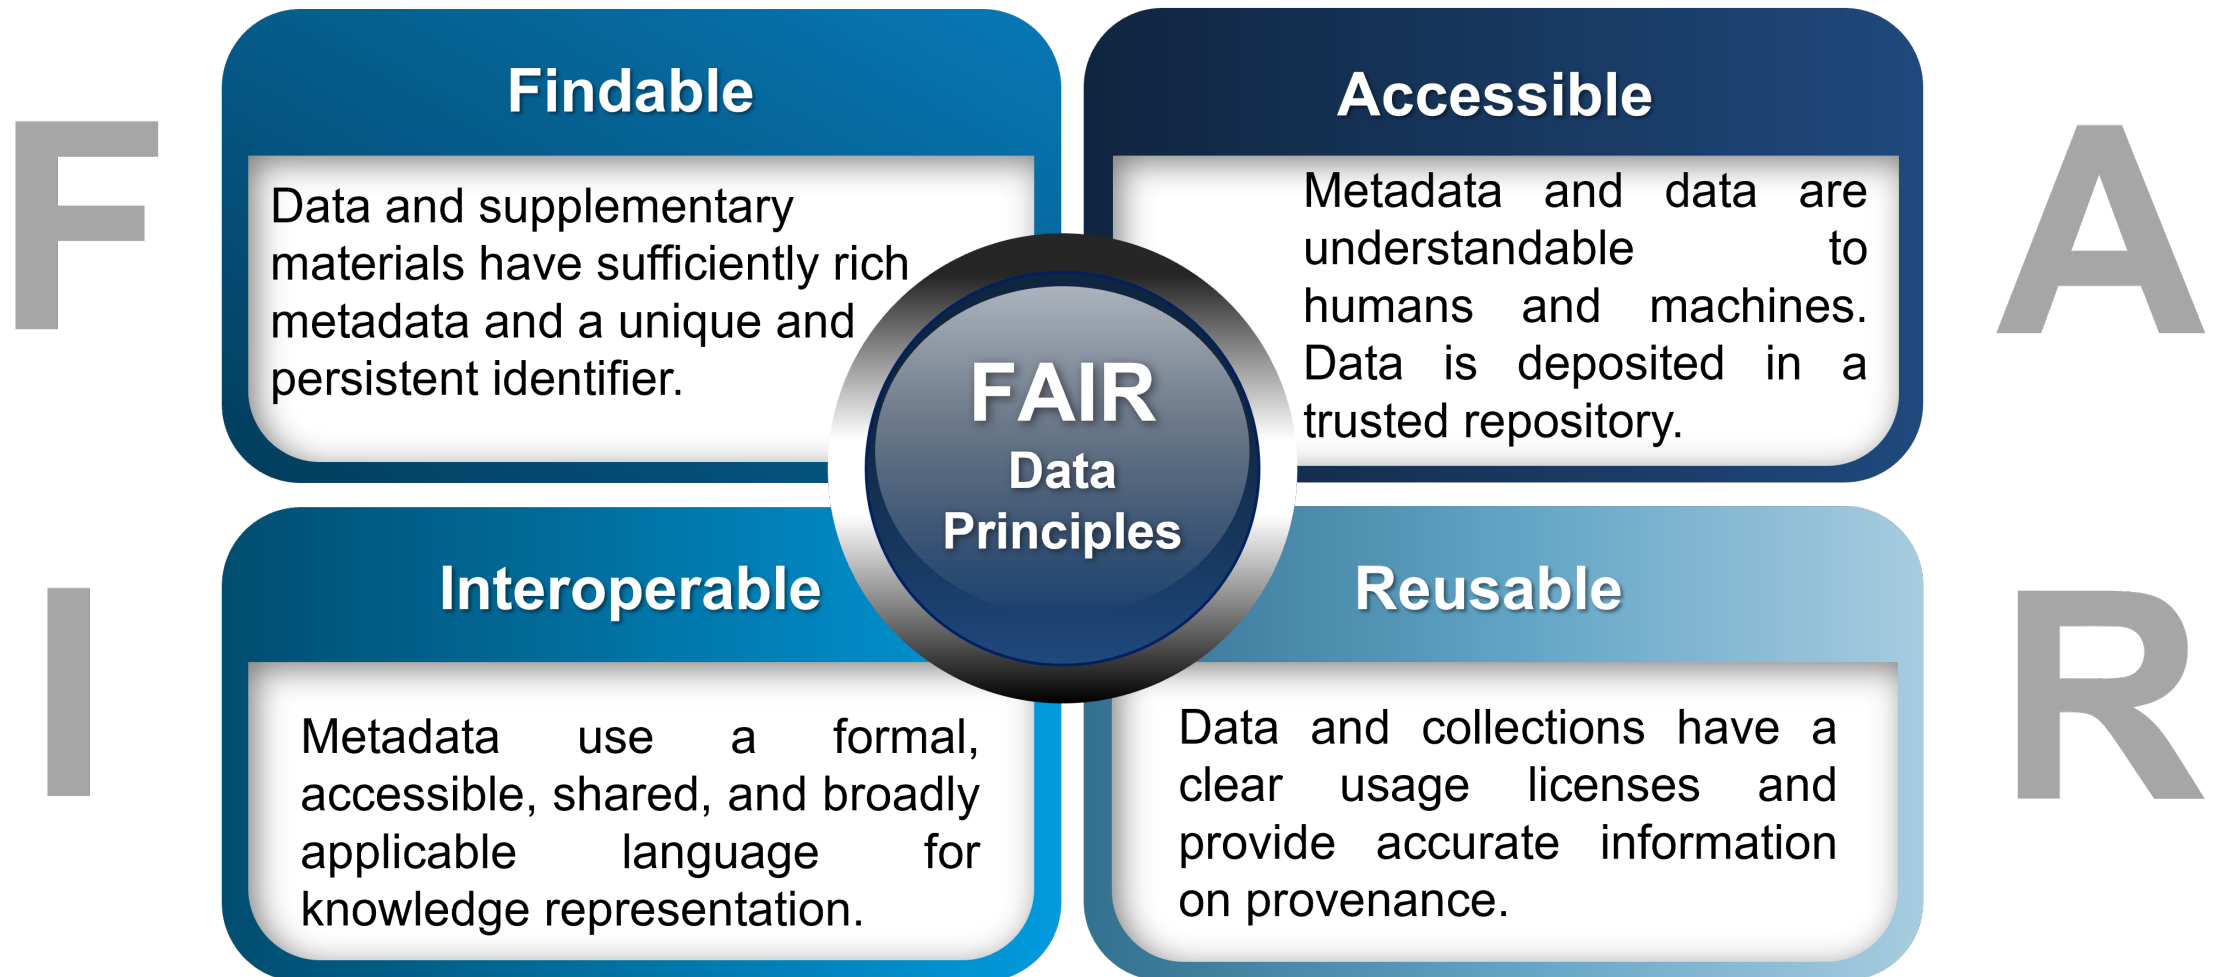 F
Findable
Data and supplementary
materials have sufficiently rich
metadata and a unique and
persistent identifier.
Accessible
Metadata and data are
understandable to
humans and machines.
Data is deposited in a
trusted repository.
A
FAIR
Data
Principles
I
Interoperable
Metadata use a formal,
accessible, shared, and broadly
applicable language for
knowledge representation.
Reusable
Data and collections have a
clear usage licenses and
provide accurate information
on provenance.
R